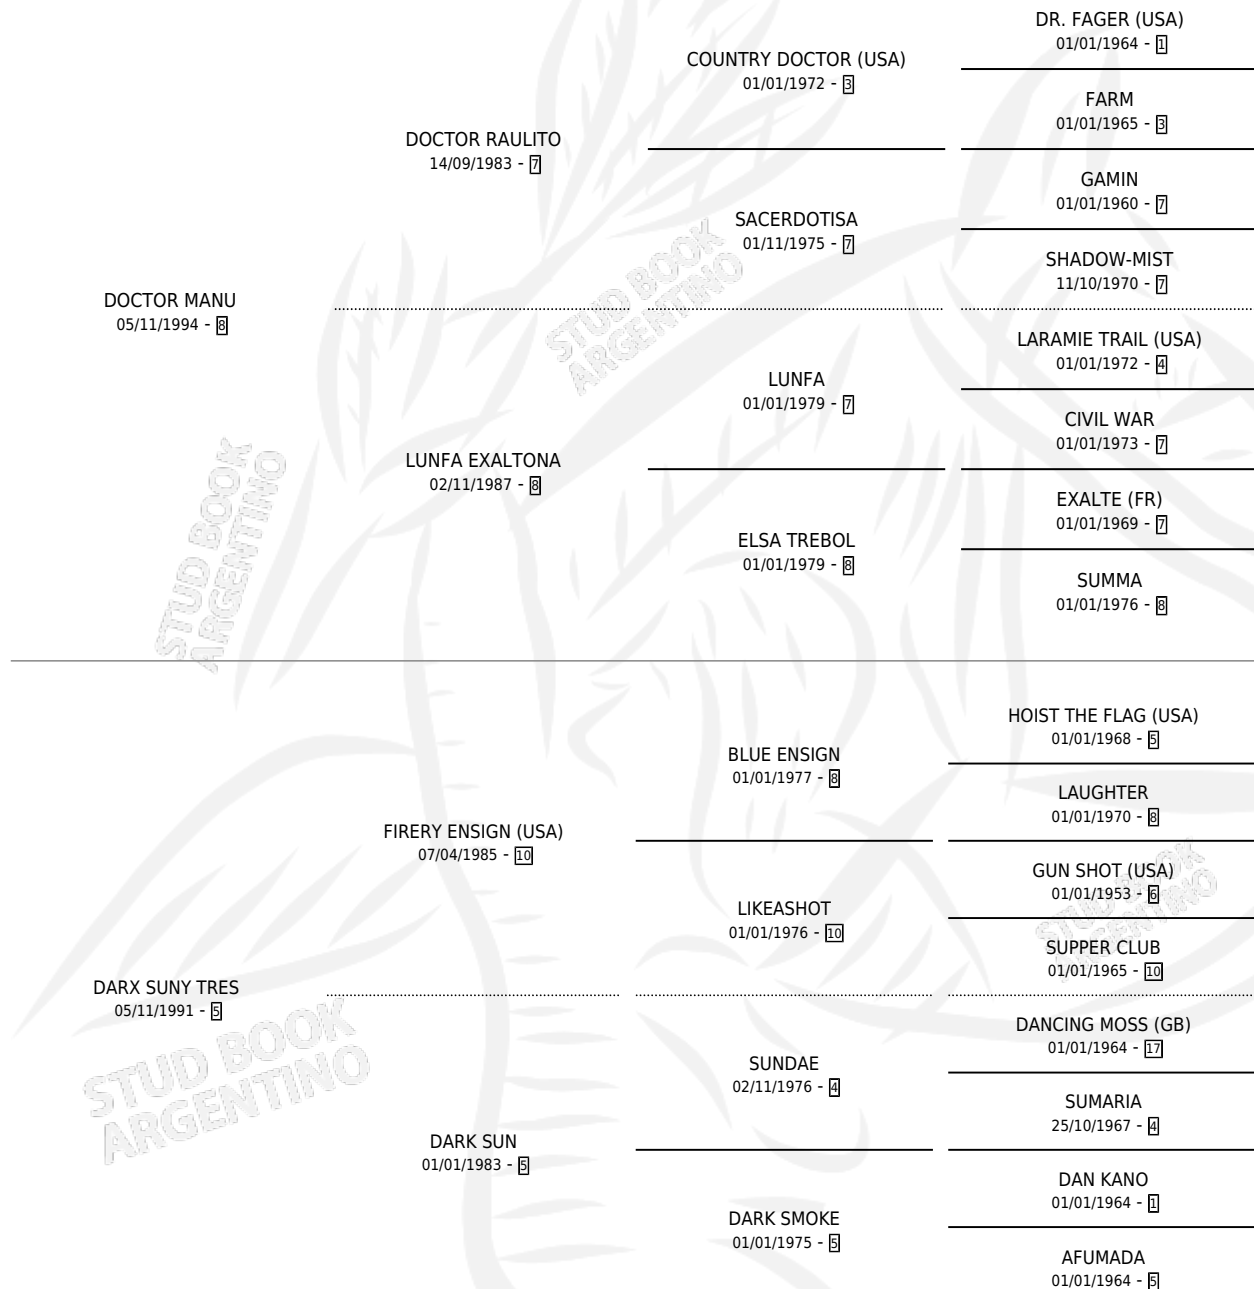 DR. FAGER (USA)
01/01/1964 - 1
COUNTRY DOCTOR (USA)
01/01/1972 - 3
FARM
01/01/1965 - 3
DOCTOR RAULITO
14/09/1983 - 7
GAMIN
01/01/1960 - 7
SACERDOTISA
01/11/1975 - 7
SHADOW-MIST
11/10/1970 - 7
DOCTOR MANU
05/11/1994 - 8
LARAMIE TRAIL (USA)
01/01/1972 - 4
LUNFA
01/01/1979 - 7
CIVIL WAR
01/01/1973 - 7
LUNFA EXALTONA
02/11/1987 - 8
EXALTE (FR)
01/01/1969 - 7
ELSA TREBOL
01/01/1979 - 8
SUMMA
01/01/1976 - 8
HOIST THE FLAG (USA)
01/01/1968 - 5
BLUE ENSIGN
01/01/1977 - 8
LAUGHTER
01/01/1970 - 8
FIRERY ENSIGN (USA)
07/04/1985 - 10
GUN SHOT (USA)
01/01/1953 - 6
LIKEASHOT
01/01/1976 - 10
SUPPER CLUB
01/01/1965 - 10
DARX SUNY TRES
05/11/1991 - 5
DANCING MOSS (GB)
01/01/1964 - 17
SUNDAE
02/11/1976 - 4
SUMARIA
25/10/1967 - 4
DARK SUN
01/01/1983 - 5
DAN KANO
01/01/1964 - 1
DARK SMOKE
01/01/1975 - 5
AFUMADA
01/01/1964 - 5
STUD BOOK
ARGENTINO
STUD BOOK
ARGENTINO
STUD BOOK
ARGENTINO
STUD BOOK
ARGENTINO